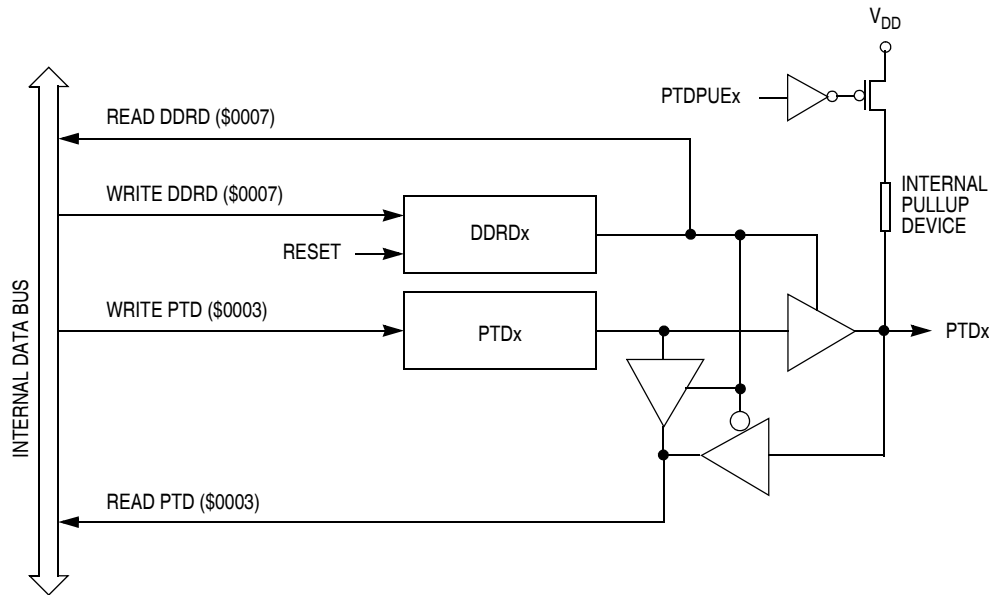 VDD
PTDPUEx
READ DDRD ($0007)
WRITE DDRD ($0007)
INTERNAL
PULLUP
DEVICE
DDRDx
RESET
WRITE PTD ($0003)
PTDx
PTDx
INTERNAL DATA BUS
READ PTD ($0003)